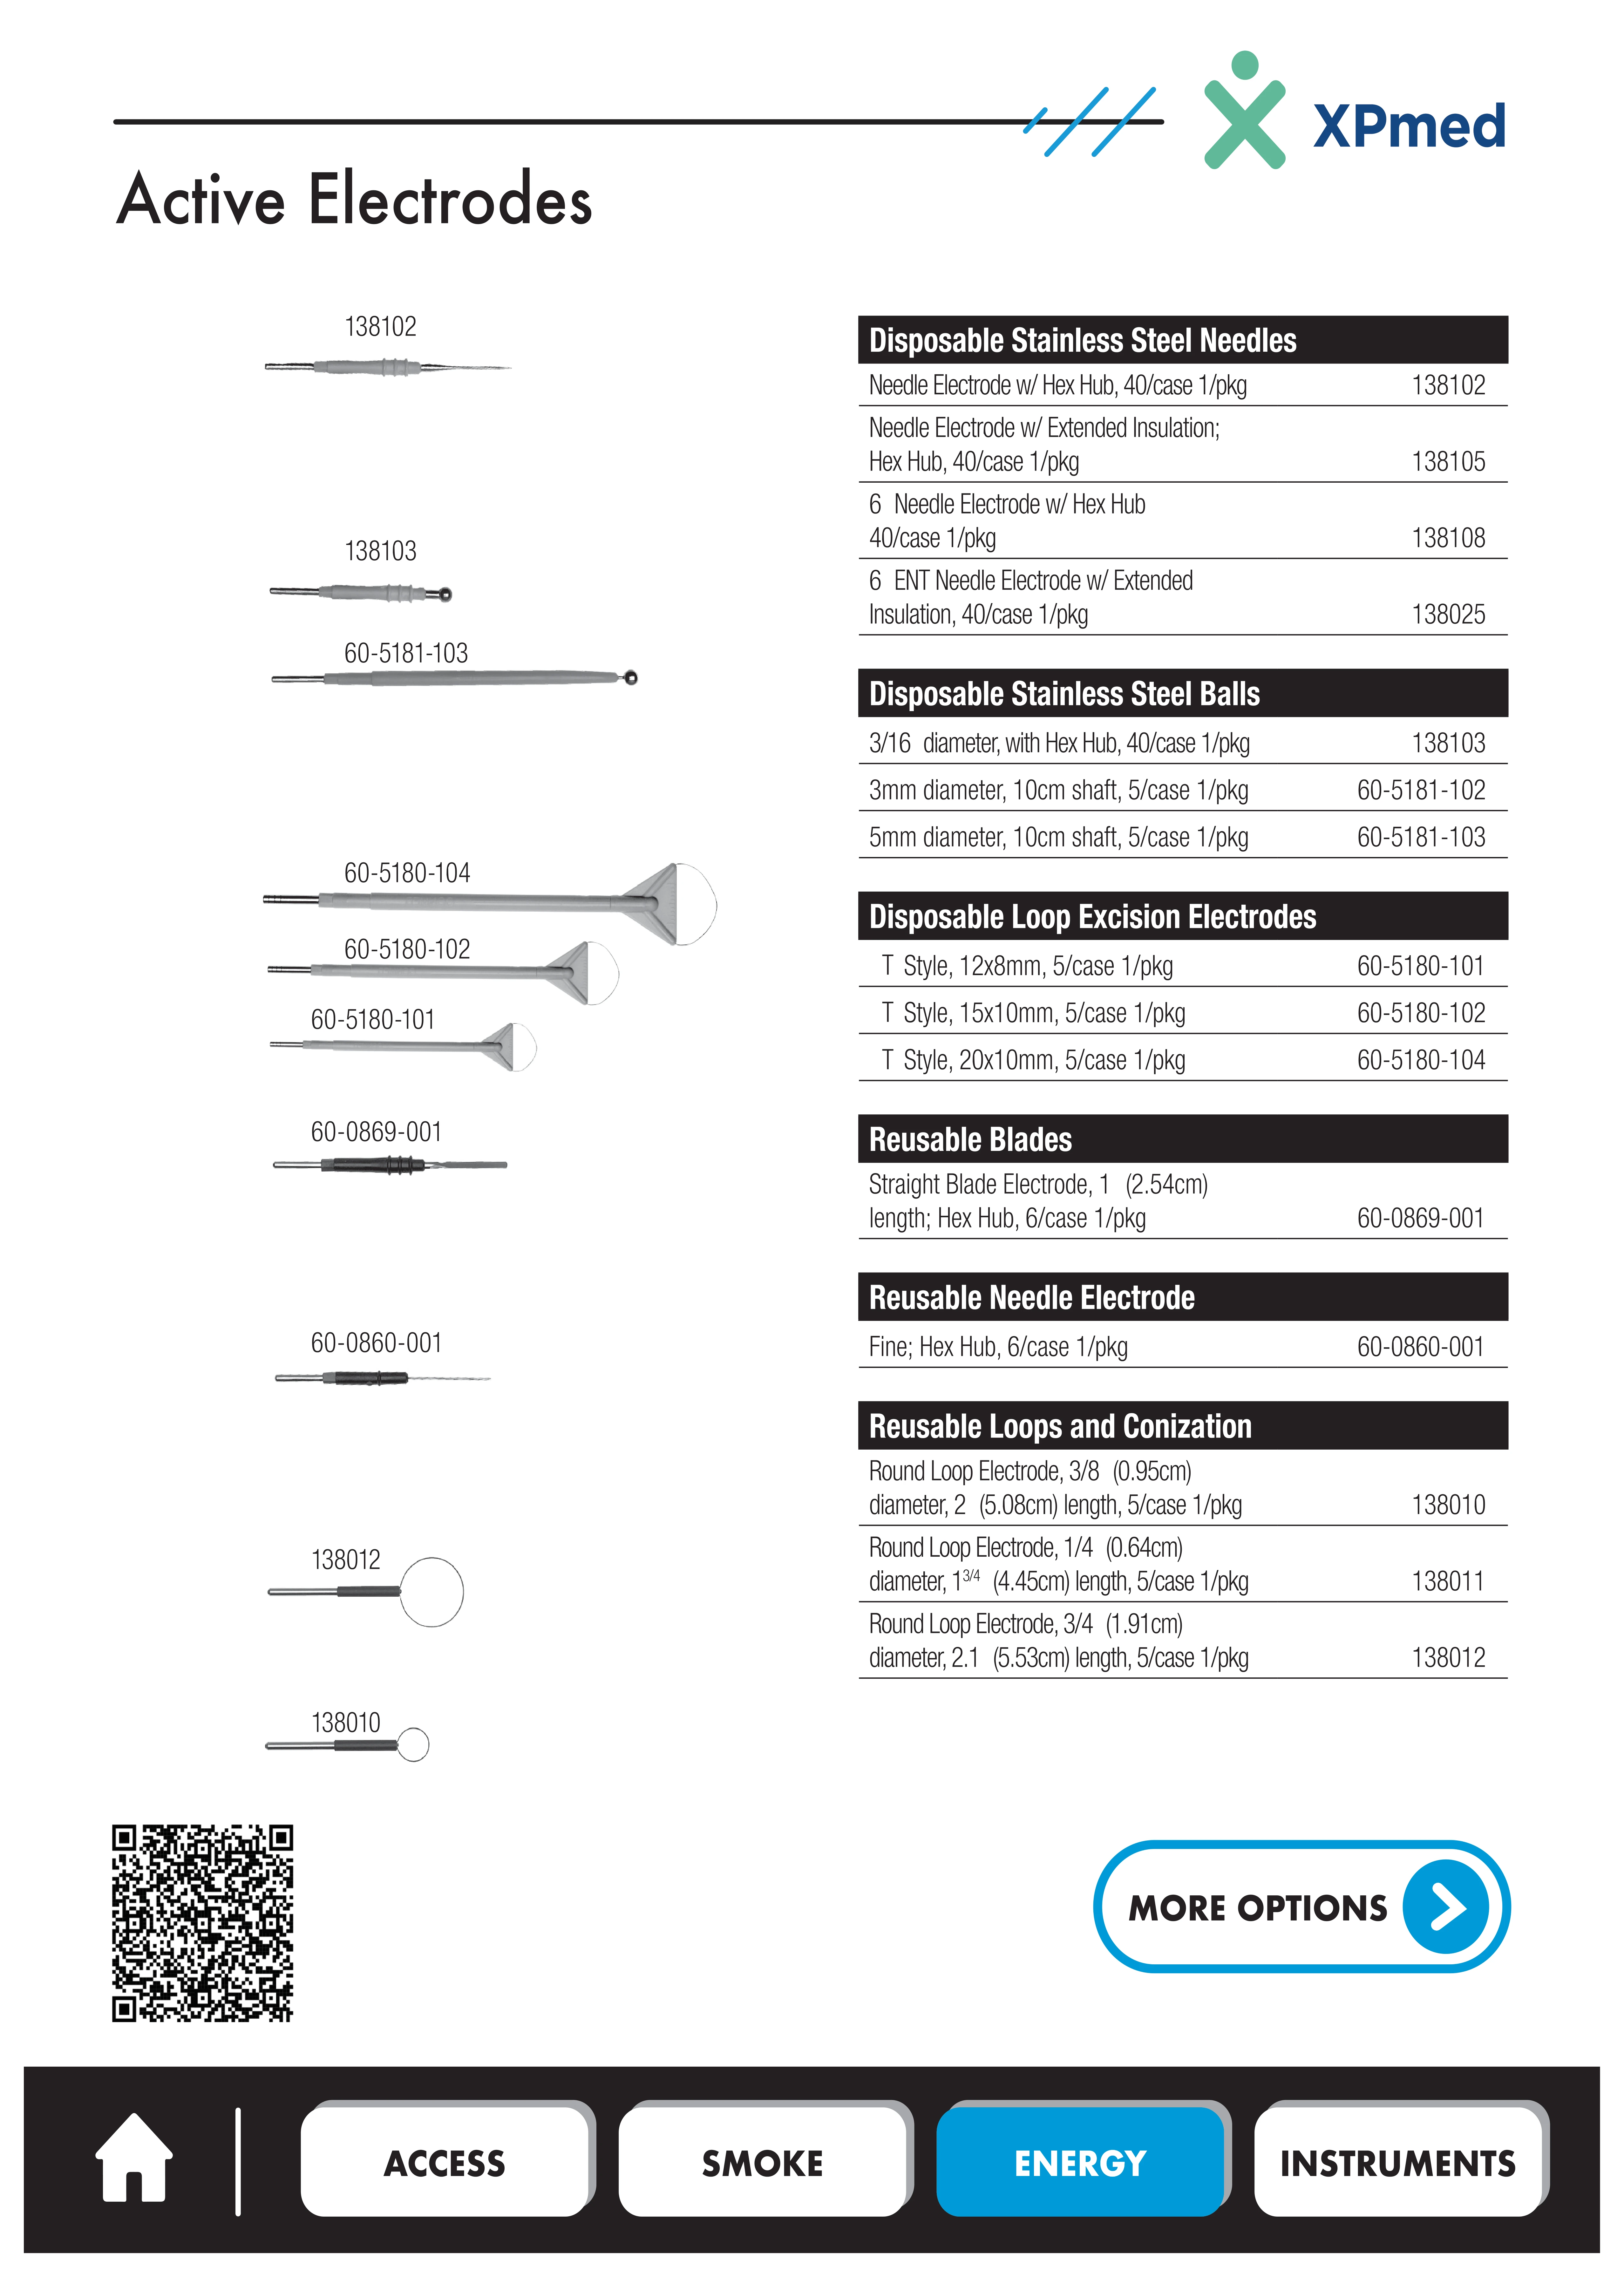 XPmed
Active Electrodes
138102
138103
60-5181-103
60-5180-104
60-5180-102
60-5180-101
60-0869-001
60-0860-001
138012
138010
Disposable Stainless Steel Needles
Needle Electrode w/ Hex Hub, 40/case 1/pkg 138102
Needle Electrode w/ Extended Insulation;
Hex Hub, 40/case 1/pkg 138105
6 Needle Electrode w/ Hex Hub
40/case 1/pkg 138108
6 ENT Needle Electrode w/ Extended
Insulation, 40/case 1/pkg 138025
Disposable Stainless Steel Balls
3/16 diameter, with Hex Hub, 40/case 1/pkg 138103
3mm diameter, 10cm shaft, 5/case 1/pkg 60-5181-102
5mm diameter, 10cm shaft, 5/case 1/pkg 60-5181-103
Disposable Loop Excision Electrodes
T Style, 12x8mm, 5/case 1/pkg 60-5180-101
T Style, 15x10mm, 5/case 1/pkg 60-5180-102
T Style, 20x10mm, 5/case 1/pkg 60-5180-104
Reusable Blades
Straight Blade Electrode, 1 (2.54cm)
length; Hex Hub, 6/case 1/pkg 60-0869-001
Reusable Needle Electrode
Fine; Hex Hub, 6/case 1/pkg 60-0860-001
Reusable Loops and Conization
Round Loop Electrode, 3/8 (0.95cm)
diameter, 2 (5.08cm) length, 5/case 1/pkg 138010
Round Loop Electrode, 1/4 (0.64cm)
diameter, 1 3/4 (4.45cm) length, 5/case 1/pkg 138011
Round Loop Electrode, 3/4 (1.91cm)
diameter, 2.1 (5.53cm) length, 5/case 1/pkg 138012
MORE OPTIONS
ACCESS
SMOKE
ENERGY
INSTRUMENTS